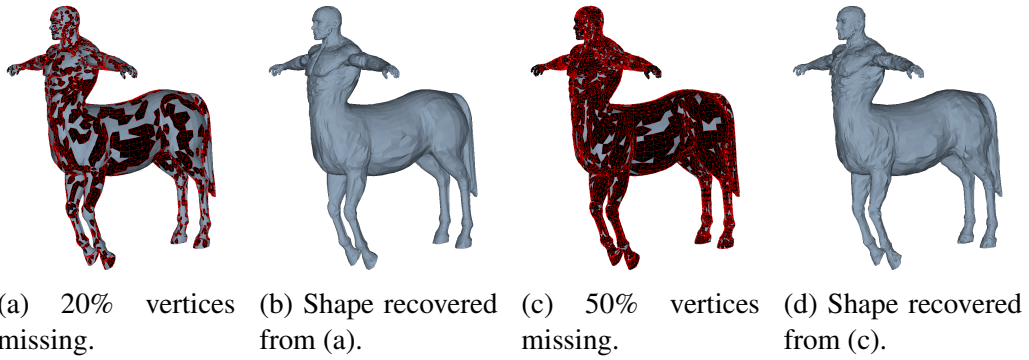 (a) 20% vertices
missing.
(b) Shape recovered
from (a).
(c) 50% vertices
missing.
(d) Shape recovered
from (c).